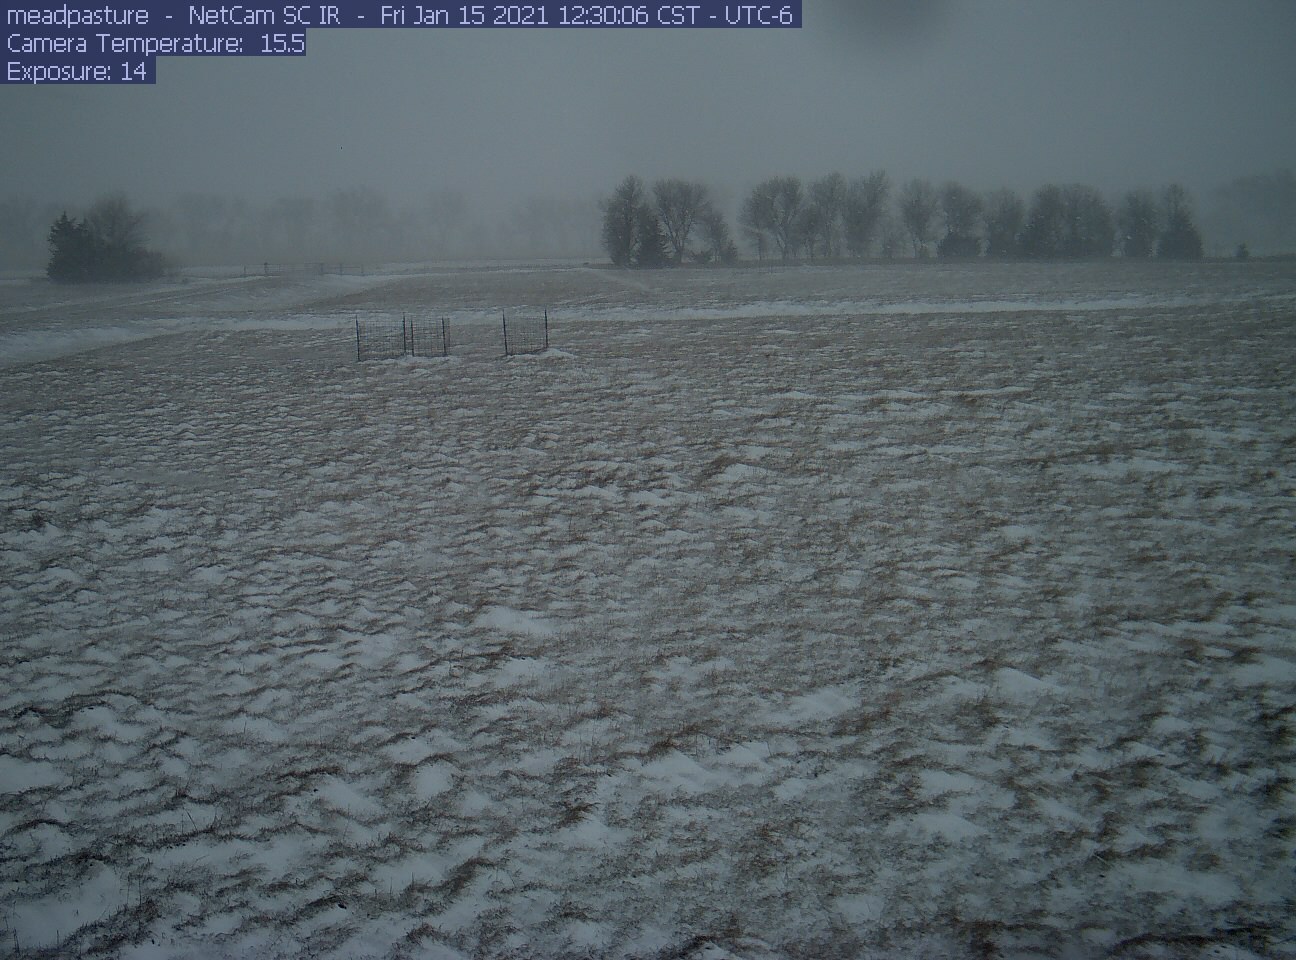 meadpasture - NetCam SC IR - Fri Jan 15 2021 12:30:06 CST - UTC-6
Camera Temperature: 15.5
Exposure: 14